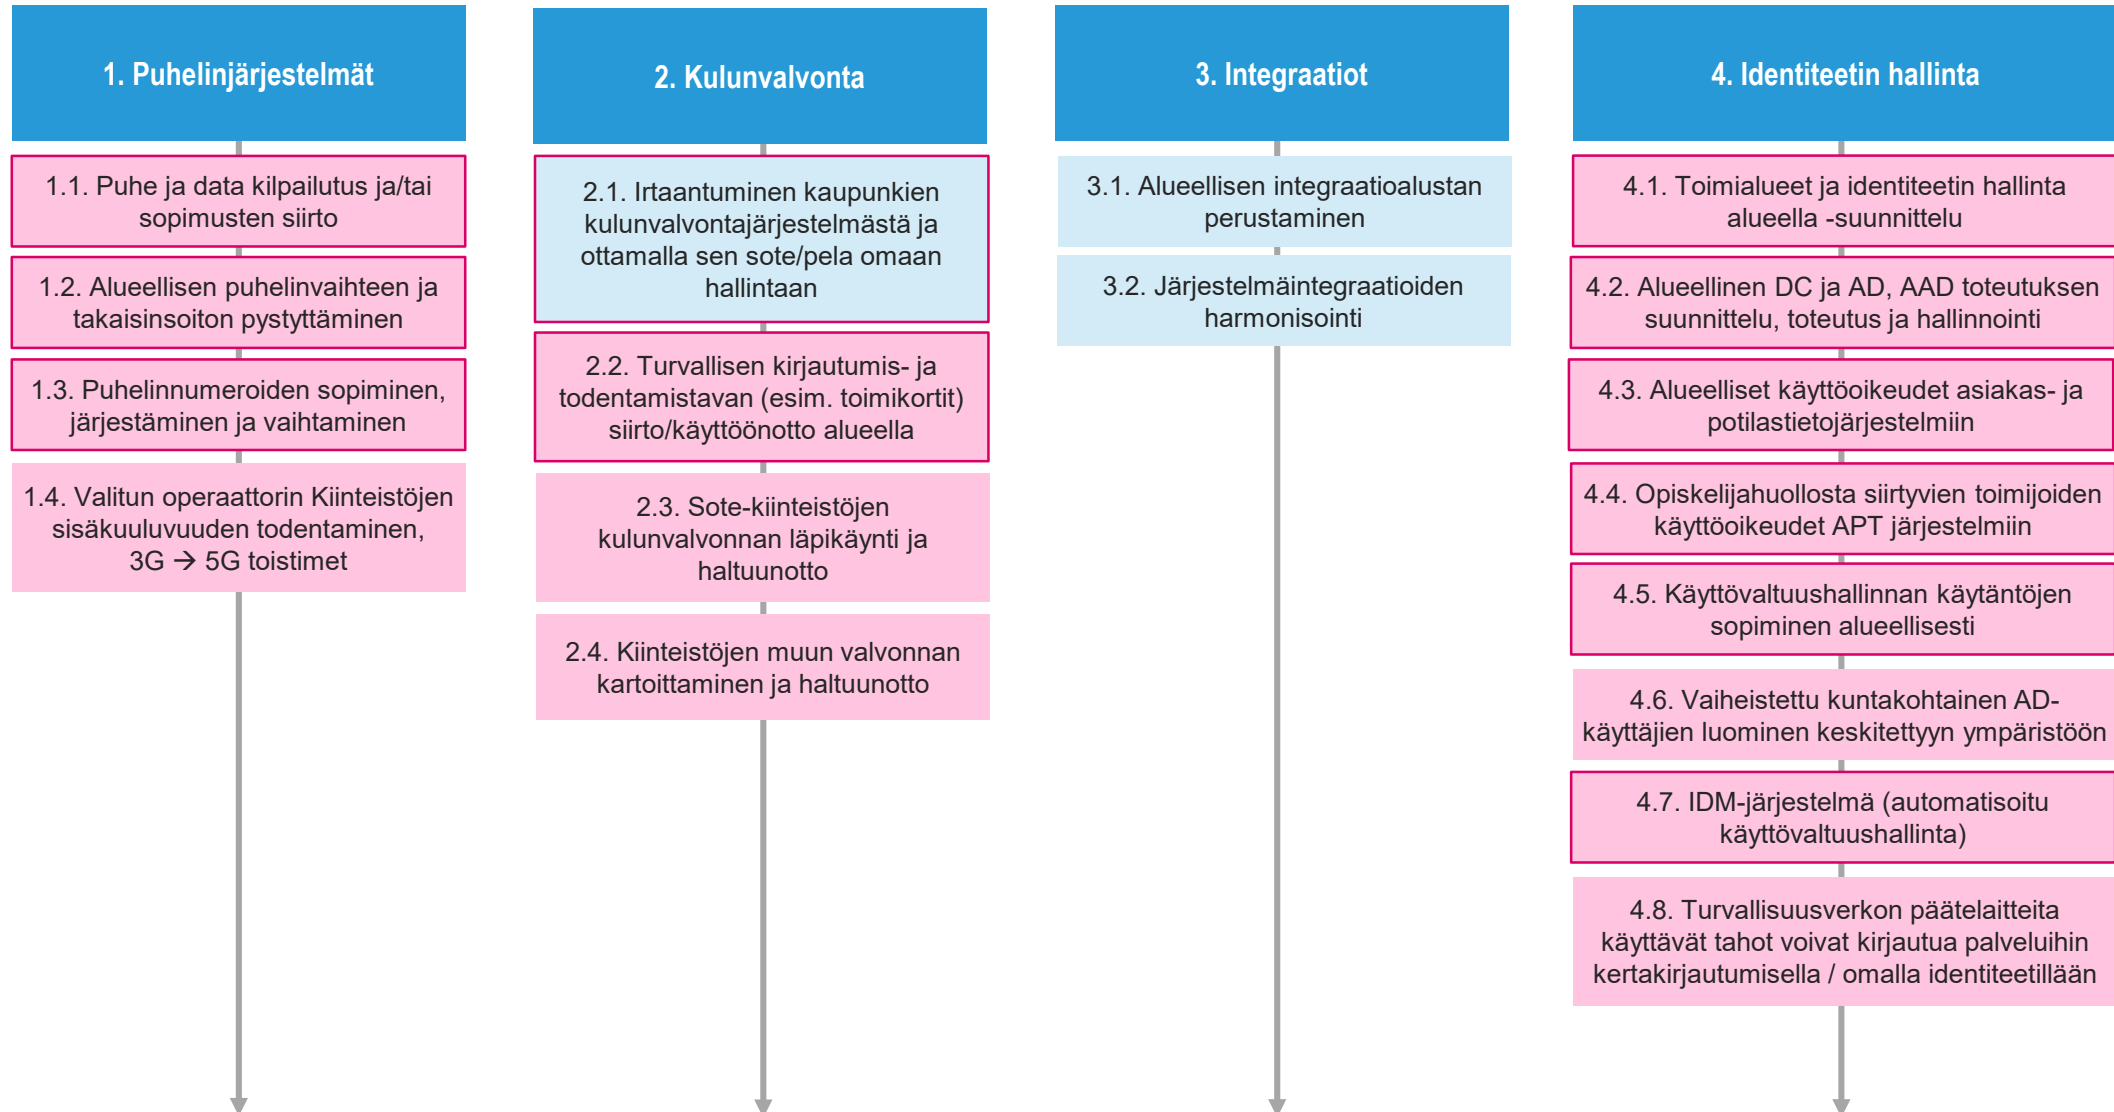 1. Puhelinjärjestelmät
1.1. Puhe ja data kilpailutus ja/tai
sopimusten siirto
1.2. Alueellisen puhelinvaihteen ja
takaisinsoiton pystyttäminen
1.3. Puhelinnumeroiden sopiminen,
järjestäminen ja vaihtaminen
1.4. Valitun operaattorin Kiinteistöjen
sisäkuuluvuuden todentaminen,
3G → 5G toistimet
2. Kulunvalvonta
2.1. Irtaantuminen kaupunkien
kulunvalvontajärjestelmästä ja
ottamalla sen sote/pela omaan
hallintaan
2.2. Turvallisen kirjautumis- ja
todentamistavan (esim. toimikortit)
siirto/käyttöönotto alueella
2.3. Sote-kiinteistöjen
kulunvalvonnan läpikäynti ja
haltuunotto
2.4. Kiinteistöjen muun valvonnan
kartoittaminen ja haltuunotto
3. Integraatiot
3.1. Alueellisen integraatioalustan
perustaminen
3.2. Järjestelmäintegraatioiden
harmonisointi
4. Identiteetin hallinta
4.1. Toimialueet ja identiteetin hallinta
alueella -suunnittelu
4.2. Alueellinen DC ja AD, AAD toteutuksen
suunnittelu, toteutus ja hallinnointi
4.3. Alueelliset käyttöoikeudet asiakas- ja
potilastietojärjestelmiin
4.4. Opiskelijahuollosta siirtyvien toimijoiden
käyttöoikeudet APT järjestelmiin
4.5. Käyttövaltuushallinnan käytäntöjen
sopiminen alueellisesti
4.6. Vaiheistettu kuntakohtainen AD-
käyttäjien luominen keskitettyyn ympäristöön
4.7. IDM-järjestelmä (automatisoitu
käyttövaltuushallinta)
4.8. Turvallisuusverkon päätelaitteita
käyttävät tahot voivat kirjautua palveluihin
kertakirjautumisella / omalla identiteetillään